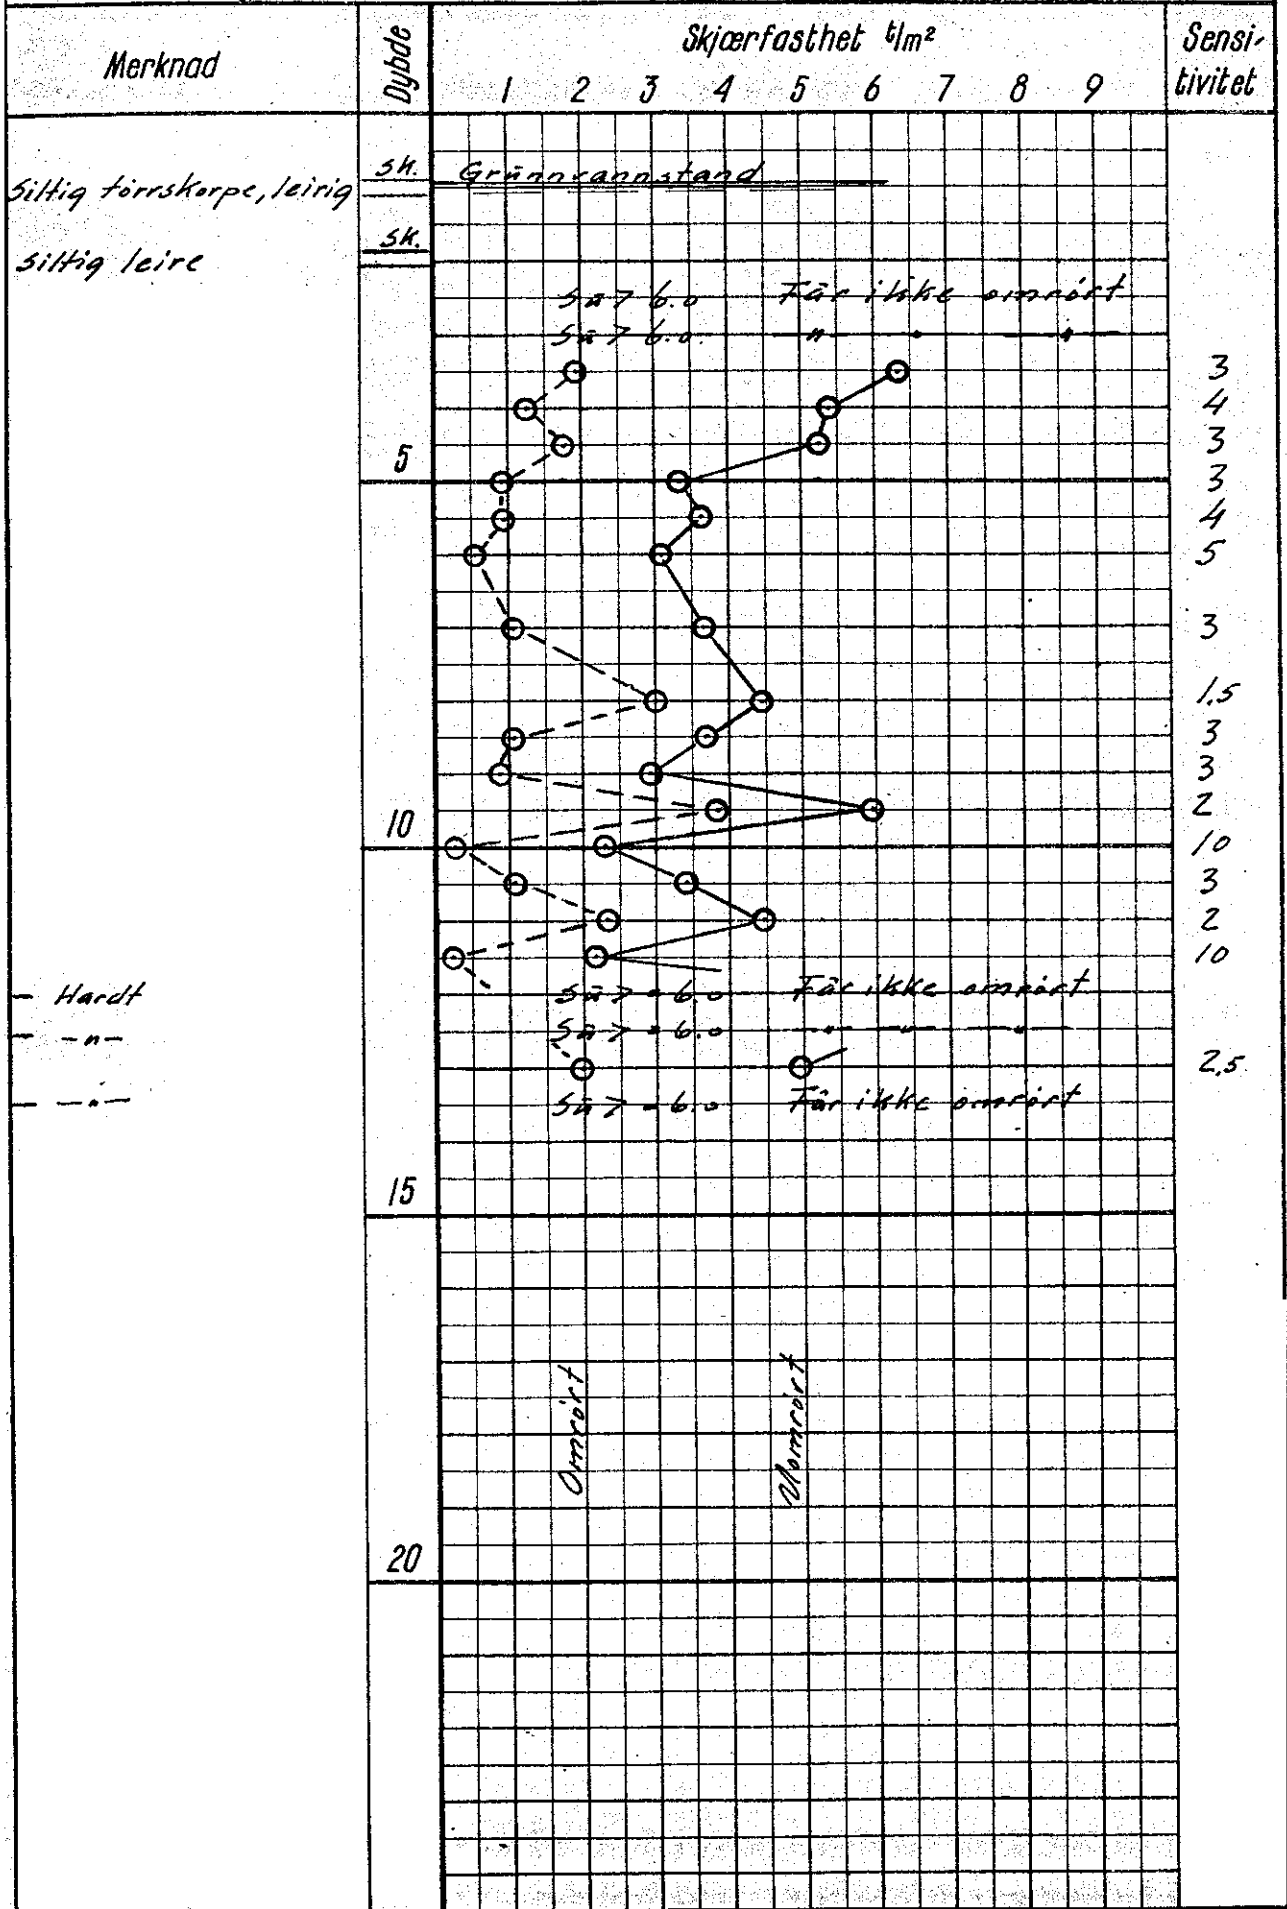 Merknad Dybde Skjærfasthet t/m² Sensi-
tivitet
1 2 3 4 5 6 7 8 9
sk. Grunnvannstand
Siltig tørrskorpe, leirig
sk.
Siltig leire
Su > 6.0 Får ikke omrørt
Su > 6.0 — " — " — " —
3
4
5 3
3
4
5
3
1,5
3
3
2
10 10
3
2
10
- Hardt Su > = 6.0 Får ikke omrørt
- - " - Su > = 6.0 — " — " — " —
2,5
- - " - Su > = 6.0 Får ikke omrørt
15
Omrørt Uomrørt
20